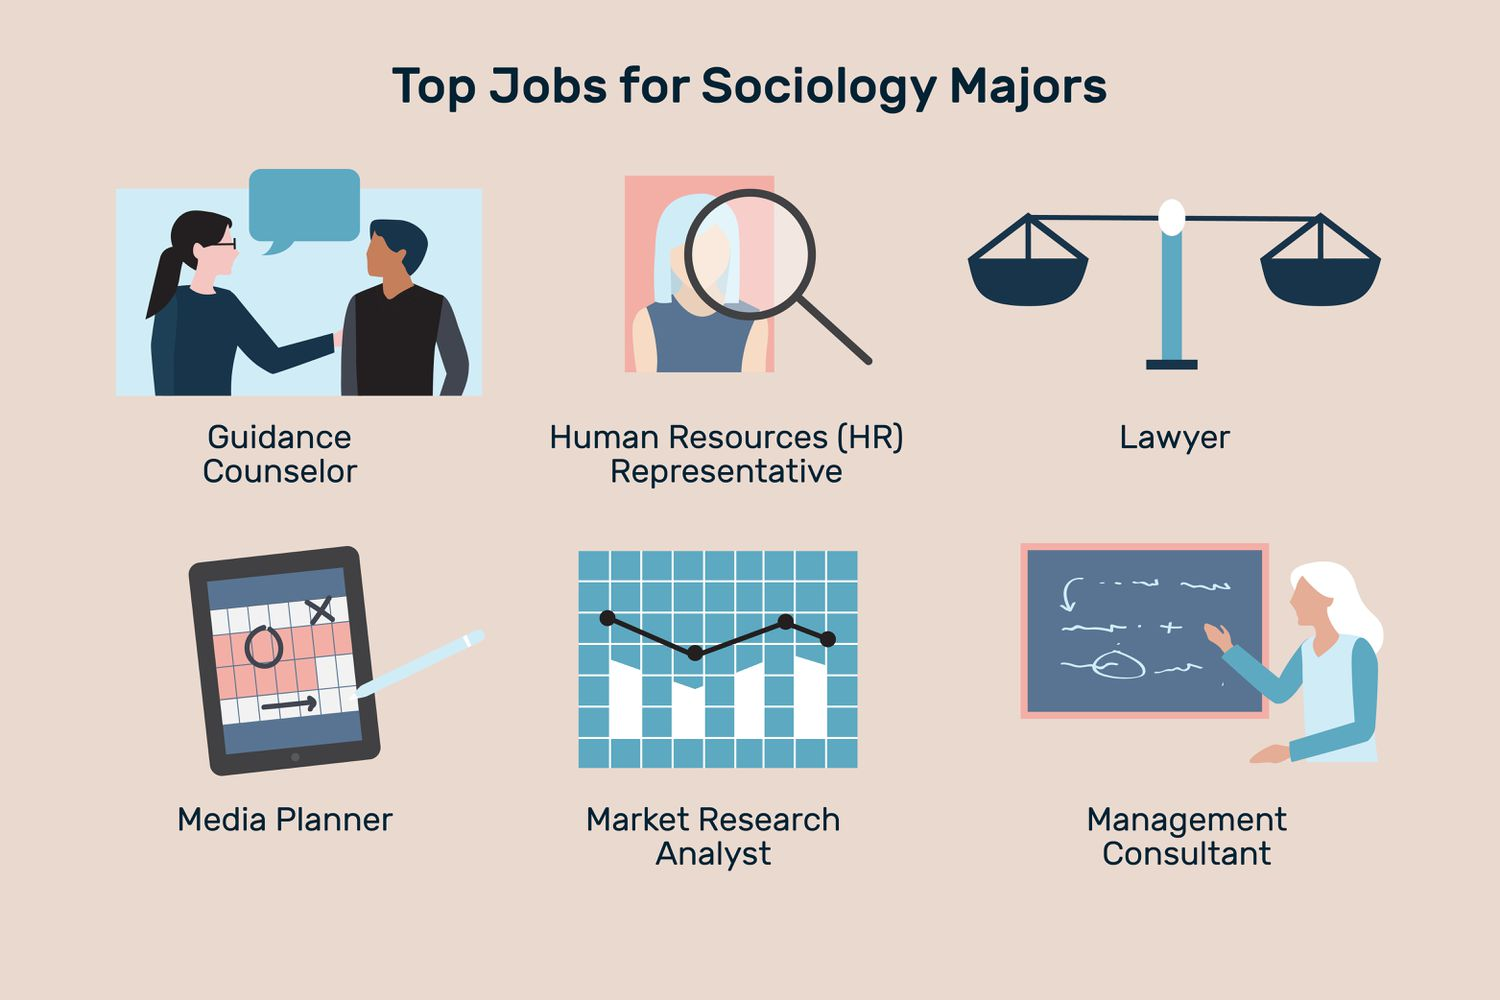 Top Jobs for Sociology Majors
Guidance
Counselor
Human Resources (HR)
Representative
Lawyer
Media Planner
Market Research
Analyst
Management
Consultant